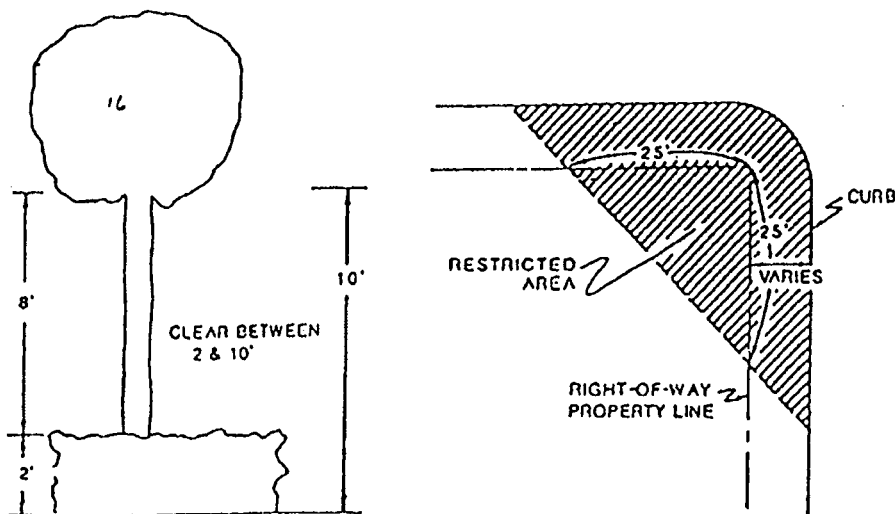 16
8'
10'
CLEAR BETWEEN
2 & 10'
2'
25'
25'
CURB
RESTRICTED
AREA
VARIES
RIGHT-OF-WAY
PROPERTY LINE